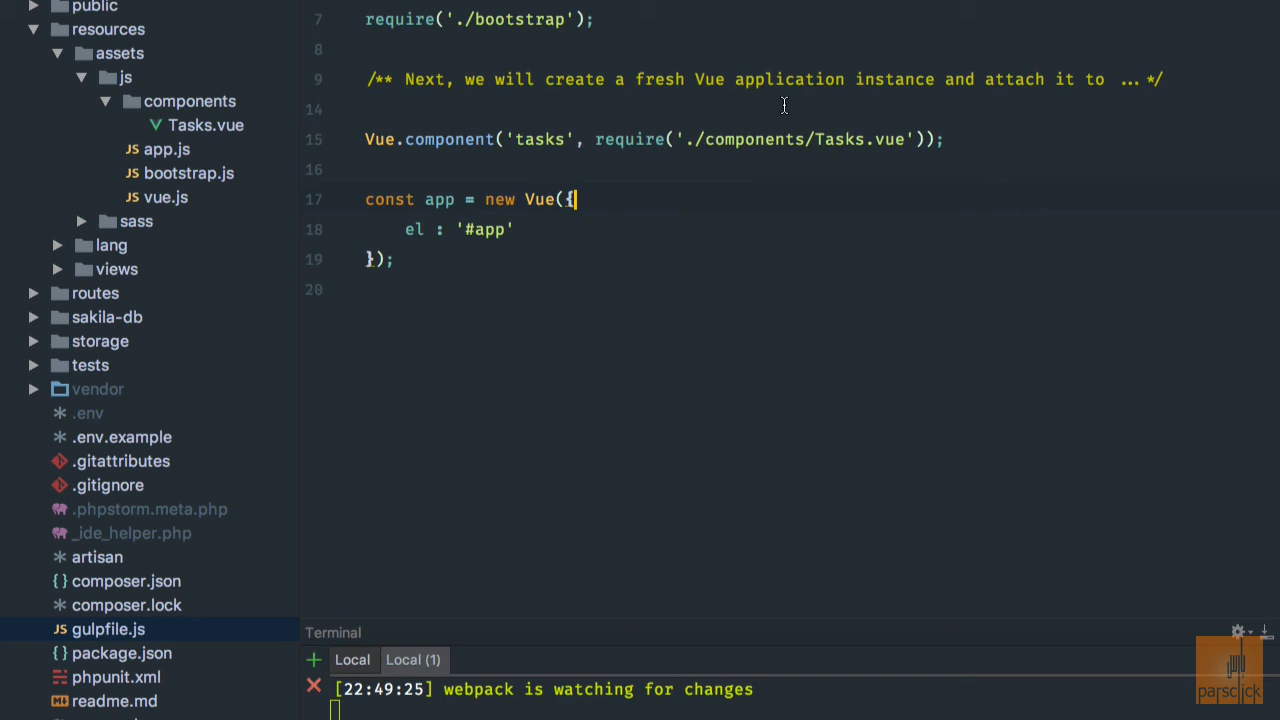 public
resources
assets
js
components
Tasks.vue
app.js
bootstrap.js
vue.js
sass
lang
views
routes
sakila-db
storage
tests
vendor
.env
.env.example
.gitattributes
.gitignore
.phpstorm.meta.php
_ide_helper.php
artisan
composer.json
composer.lock
gulpfile.js
package.json
phpunit.xml
readme.md
7 require('./bootstrap');
8
9 /** Next, we will create a fresh Vue application instance and attach it to ...*/
14
15 Vue.component('tasks', require('./components/Tasks.vue'));
16
17 const app = new Vue({
18 el : '#app'
19 });
20
Terminal
+ Local Local (1)
[22:49:25] webpack is watching for changes
parsclick